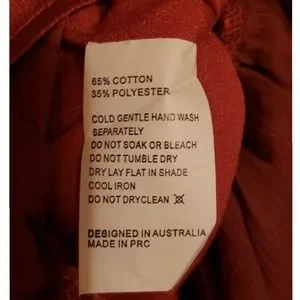 65% COTTON
35% POLYESTER
COLD GENTLE HAND WASH
SEPARATELY
DO NOT SOAK OR BLEACH
DO NOT TUMBLE DRY
DRY LAY FLAT IN SHADE
COOL IRON
DO NOT DRYCLEAN
DESIGNED IN AUSTRALIA
MADE IN PRC